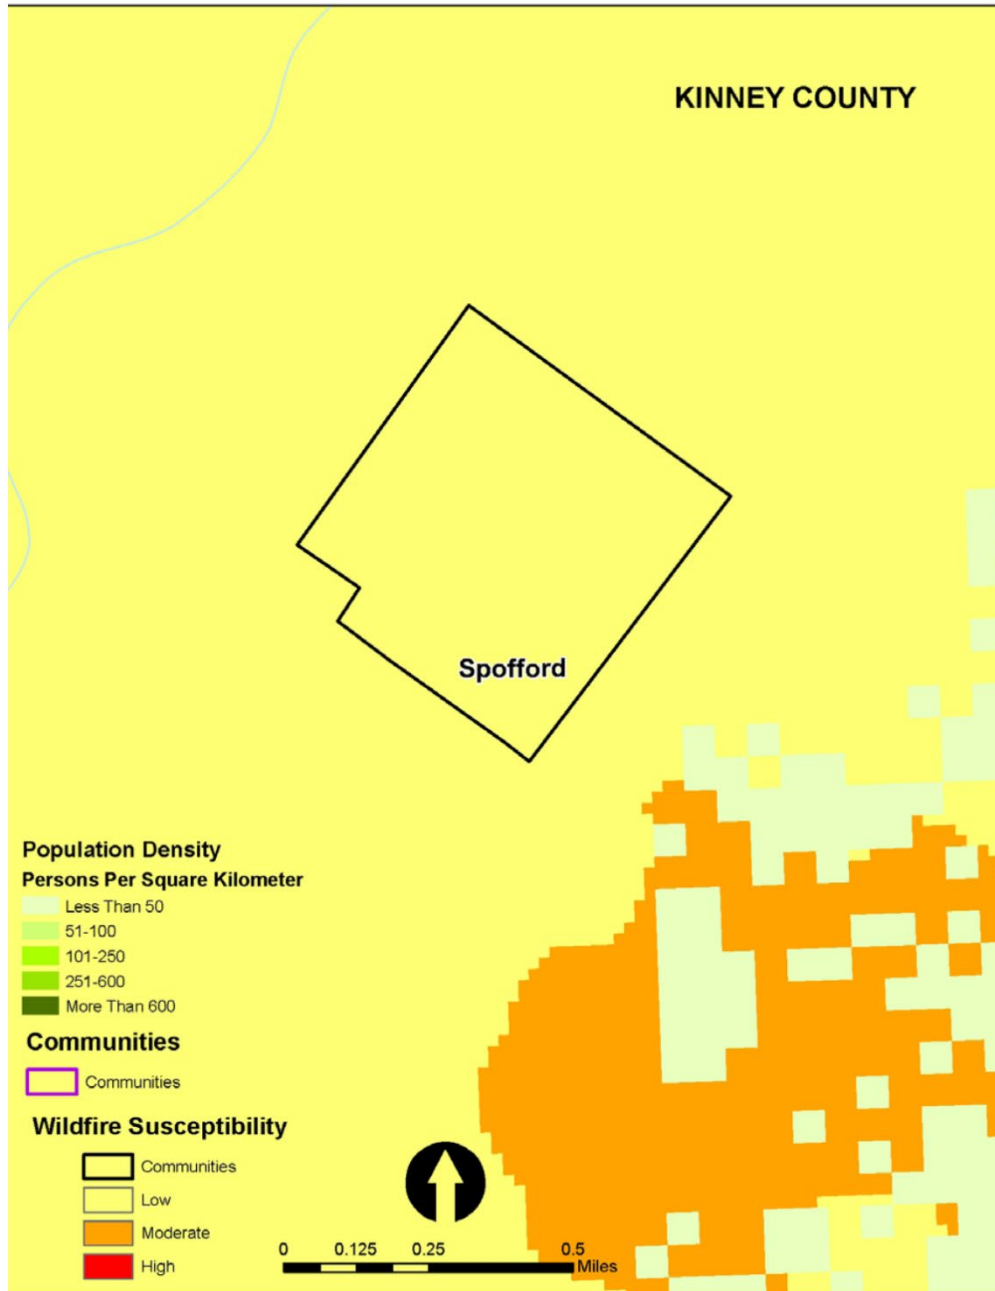 KINNEY COUNTY
Spofford
Population Density
Persons Per Square Kilometer
Less Than 50
51-100
101-250
251-600
More Than 600
Communities
Communities
Wildfire Susceptibility
Communities
Low
Moderate
High
0 0.125 0.25 0.5
Miles